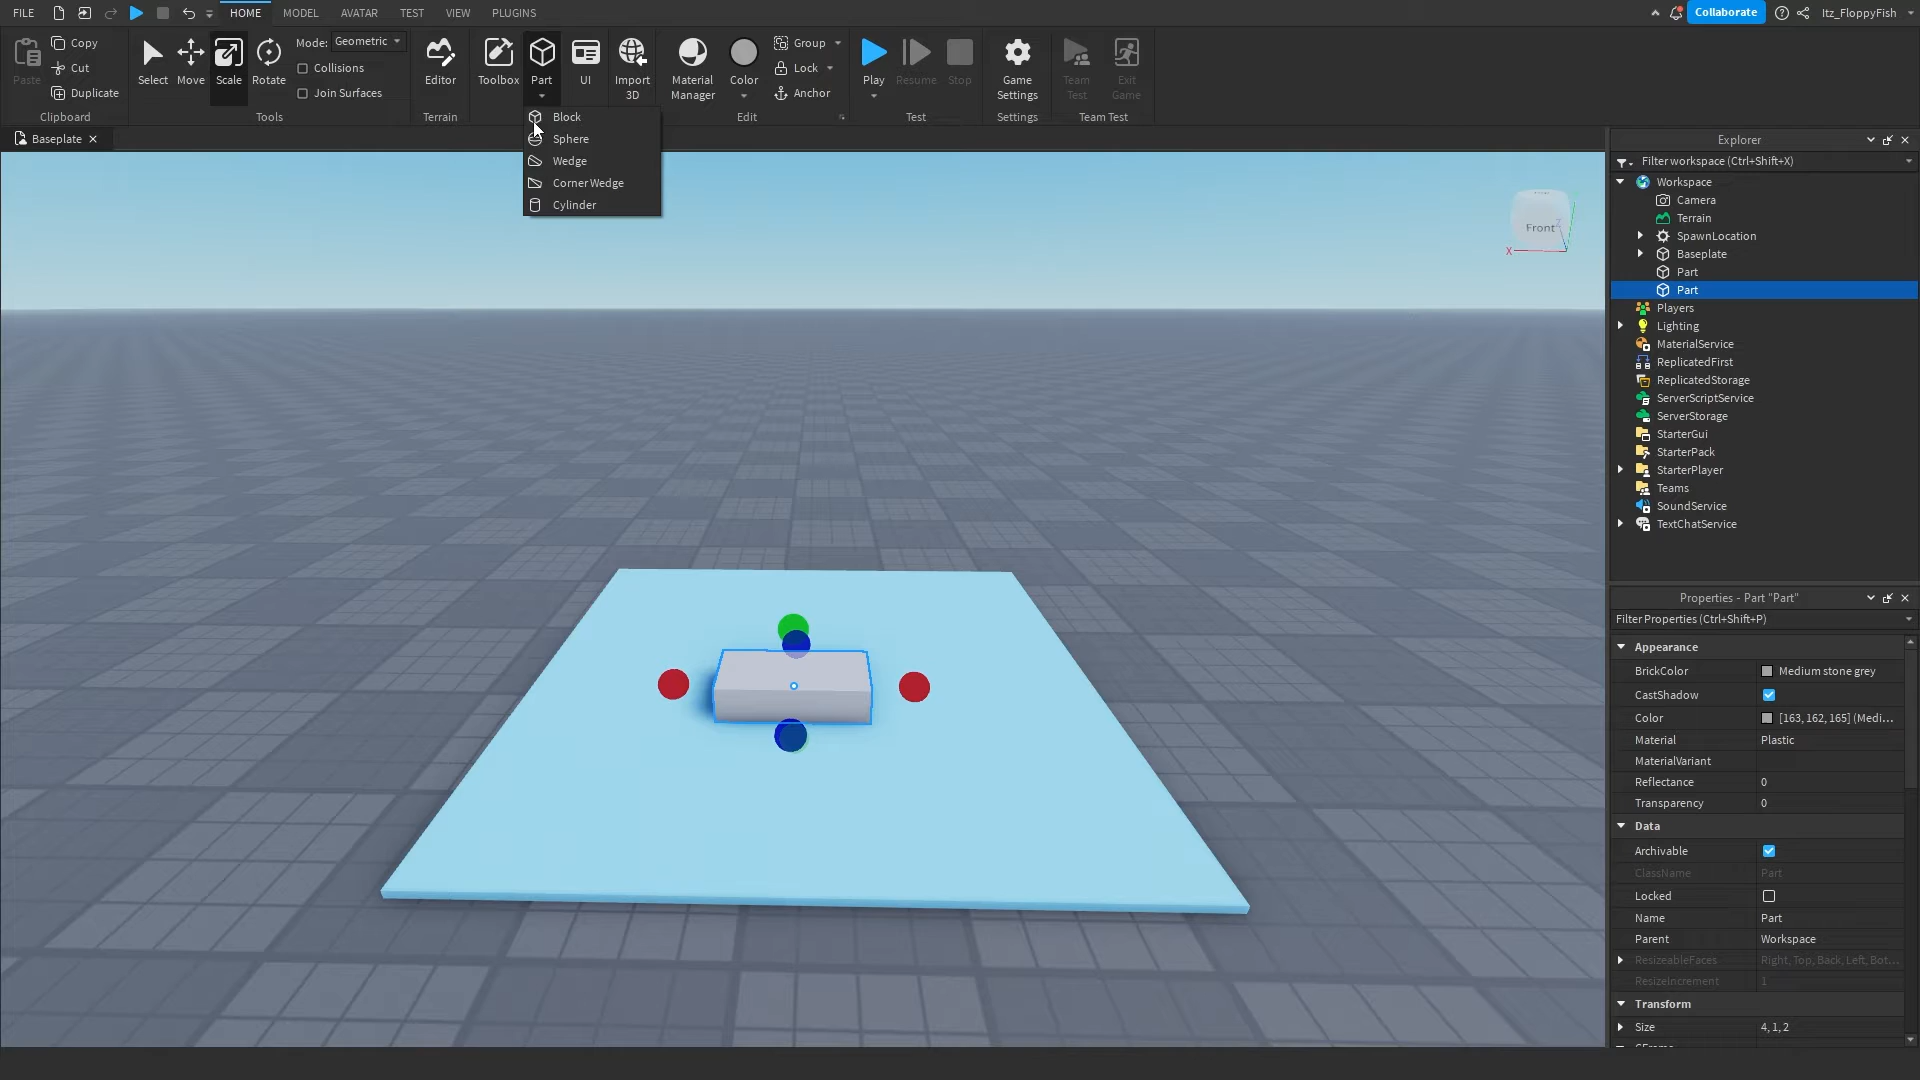 FILE
HOME
MODEL
AVATAR
TEST
VIEW
PLUGINS
Collaborate
Itz_FloppyFish
Paste
Copy
Cut
Duplicate
Clipboard
Select
Move
Scale
Rotate
Mode: Geometric
Collisions
Join Surfaces
Tools
Editor
Terrain
Toolbox
Part
UI
Import
3D
Material
Manager
Color
Group
Lock
Anchor
Edit
Play
Resume
Stop
Test
Game
Settings
Settings
Team
Test
Exit
Game
Team Test
Block
Sphere
Wedge
Corner Wedge
Cylinder
Baseplate
Front
X
Z
Explorer
Filter workspace (Ctrl+Shift+X)
Workspace
Camera
Terrain
SpawnLocation
Baseplate
Part
Part
Players
Lighting
MaterialService
ReplicatedFirst
ReplicatedStorage
ServerScriptService
ServerStorage
StarterGui
StarterPack
StarterPlayer
Teams
SoundService
TextChatService
Properties - Part "Part"
Filter Properties (Ctrl+Shift+P)
Appearance
BrickColor Medium stone grey
CastShadow
Color [163, 162, 165] (Medi...
Material Plastic
MaterialVariant
Reflectance 0
Transparency 0
Data
Archivable
ClassName Part
Locked
Name Part
Parent Workspace
ResizeableFaces Right, Top, Back, Left, Bot...
ResizeIncrement 1
Transform
Size 4, 1, 2